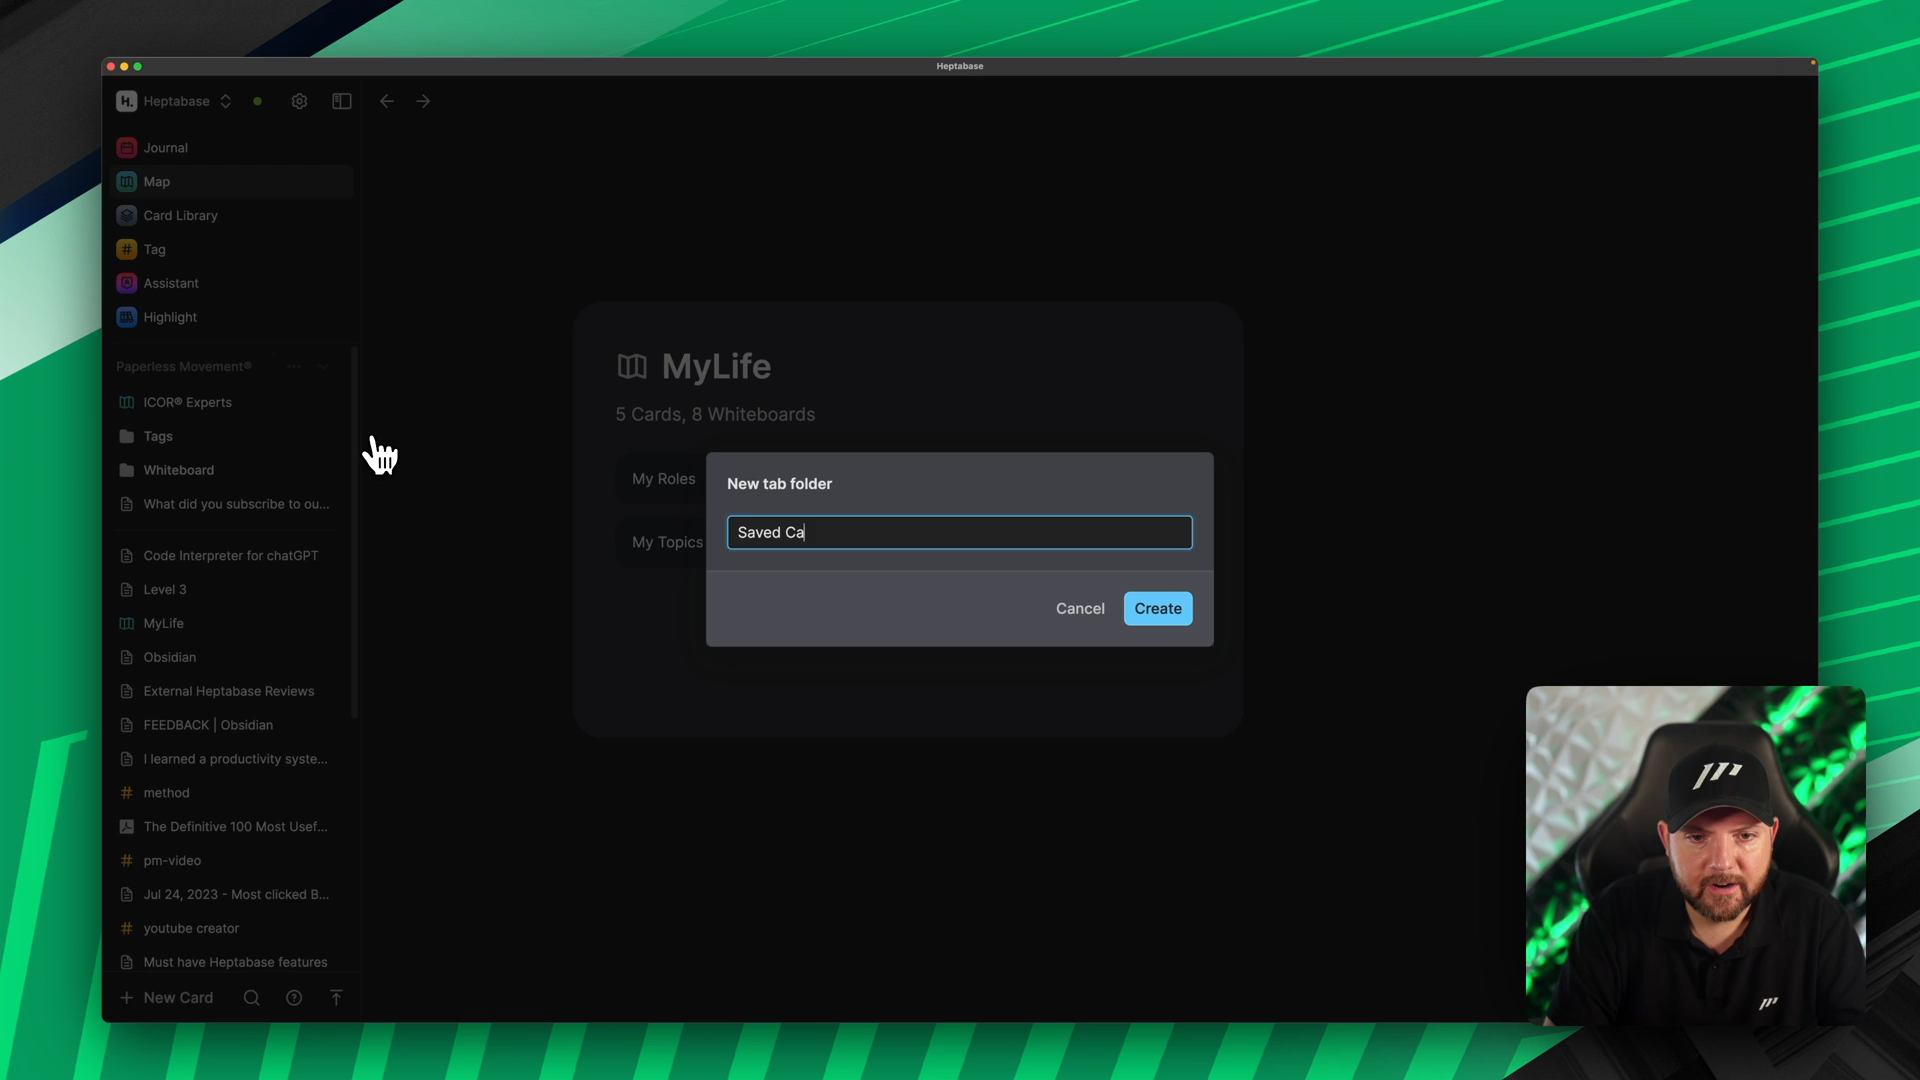 Heptabase
H. Heptabase
Journal
Map
Card Library
Tag
Assistant
Highlight
Paperless Movement®
ICOR® Experts
Tags
Whiteboard
What did you subscribe to ou...
Code Interpreter for chatGPT
Level 3
MyLife
Obsidian
External Heptabase Reviews
FEEDBACK | Obsidian
I learned a productivity syste...
method
The Definitive 100 Most Usef...
pm-video
Jul 24, 2023 - Most clicked B...
youtube creator
Must have Heptabase features
New Card
MyLife
5 Cards, 8 Whiteboards
My Roles
My Topics
New tab folder
Saved Ca
Cancel
Create